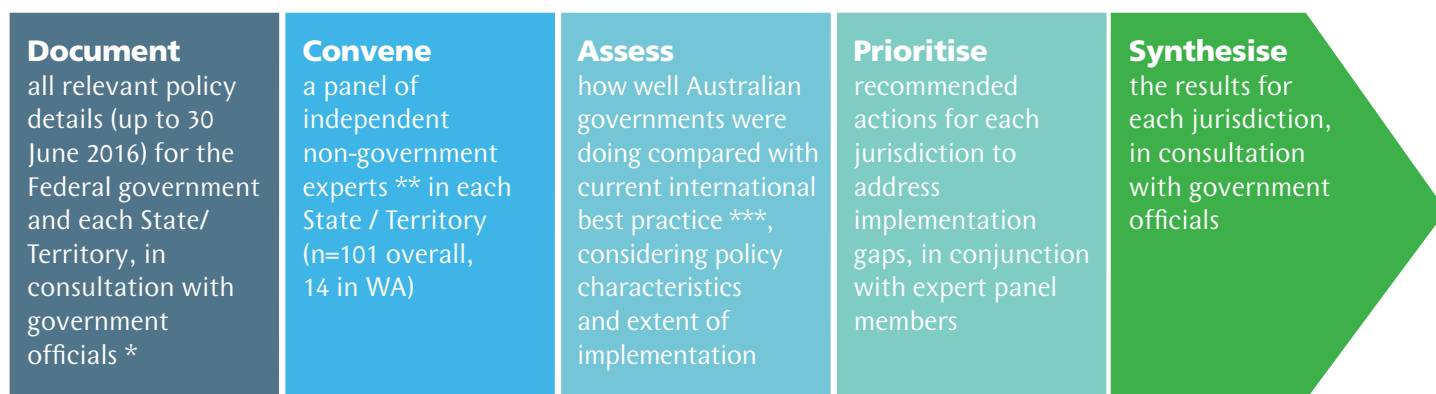 Document
all relevant policy
details (up to 30
June 2016) for the
Federal government
and each State/
Territory, in
consultation with
government
officials *
Convene
a panel of
independent
non-government
experts ** in each
State / Territory
(n=101 overall,
14 in WA)
Assess
how well Australian
governments were
doing compared with
current international
best practice ***,
considering policy
characteristics
and extent of
implementation
Prioritise
recommended
actions for each
jurisdiction to
address
implementation
gaps, in conjunction
with expert panel
members
Synthesise
the results for
each jurisdiction,
in consultation
with government
officials